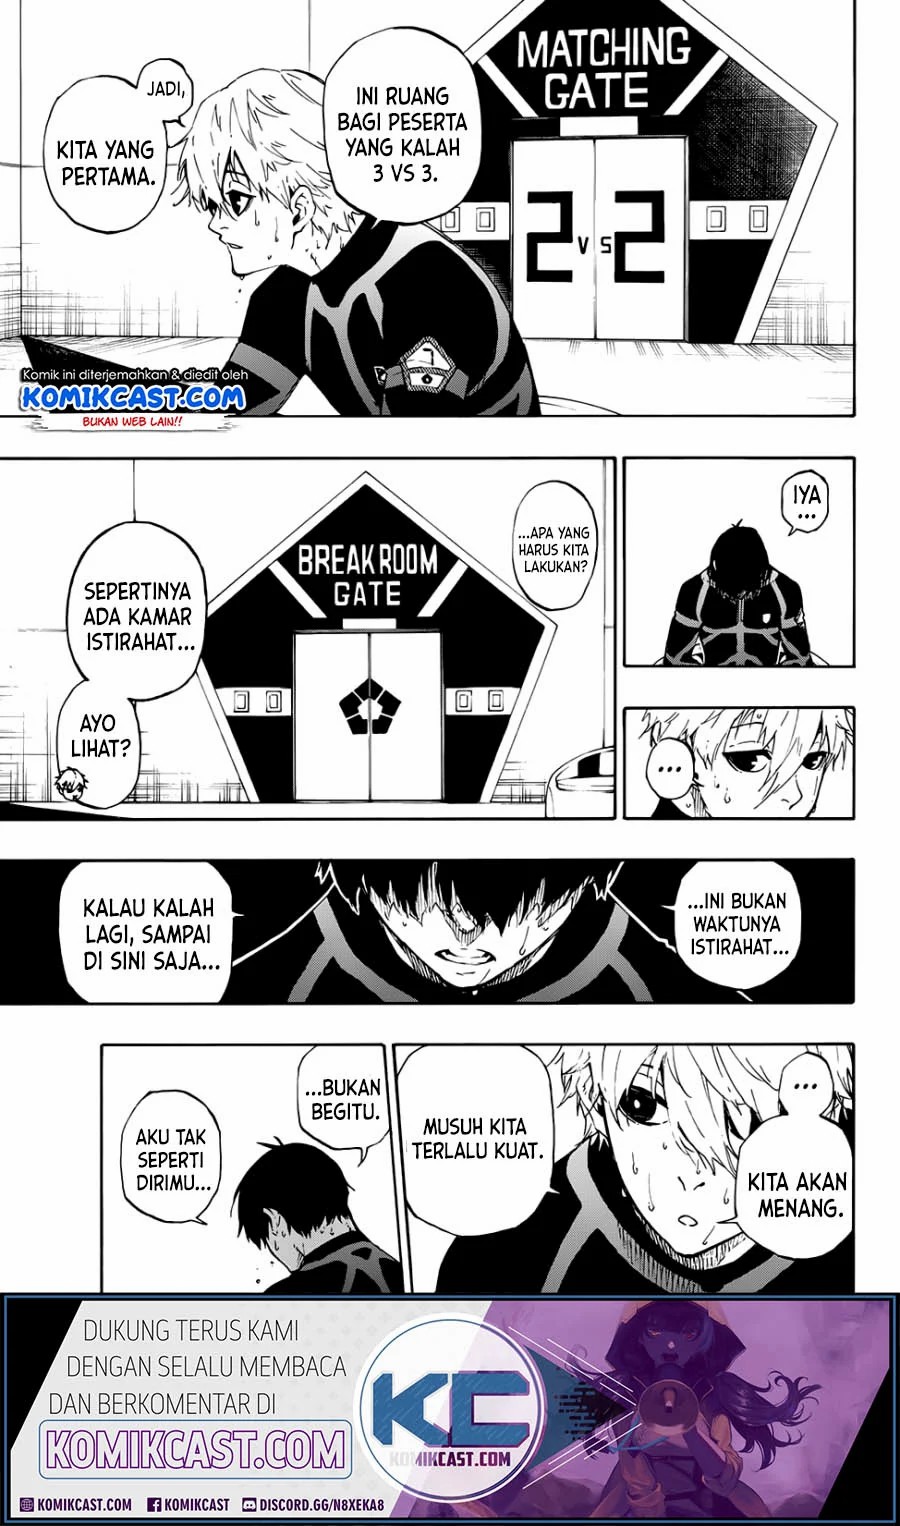 MATCHING
GATE
2 VS 2
INI RUANG
BAGI PESERTA
YANG KALAH
3 VS 3.
JADI,
KITA YANG
PERTAMA.
7
6
Komik ini diterjemahkan & diedit oleh
KOMIKCAST.COM
BUKAN WEB LAIN!!
IYA
...
...APA YANG
HARUS KITA
LAKUKAN?
...
BREAK ROOM
GATE
SEPERTINYA
ADA KAMAR
ISTIRAHAT...
AYO
LIHAT?
...INI BUKAN
WAKTUNYA
ISTIRAHAT...
KALAU KALAH
LAGI, SAMPAI
DI SINI SAJA...
...
KITA AKAN
MENANG.
MUSUH KITA
TERLALU KUAT.
...BUKAN
BEGITU.
AKU TAK
SEPERTI
DIRIMU...
DUKUNG TERUS KAMI
DENGAN SELALU MEMBACA
DAN BERKOMENTAR DI
KOMIKCAST.COM
KC
KOMIKCAST.COM
KOMIKCAST.COM KOMIKCAST DISCORD.GG/N8XEKA8